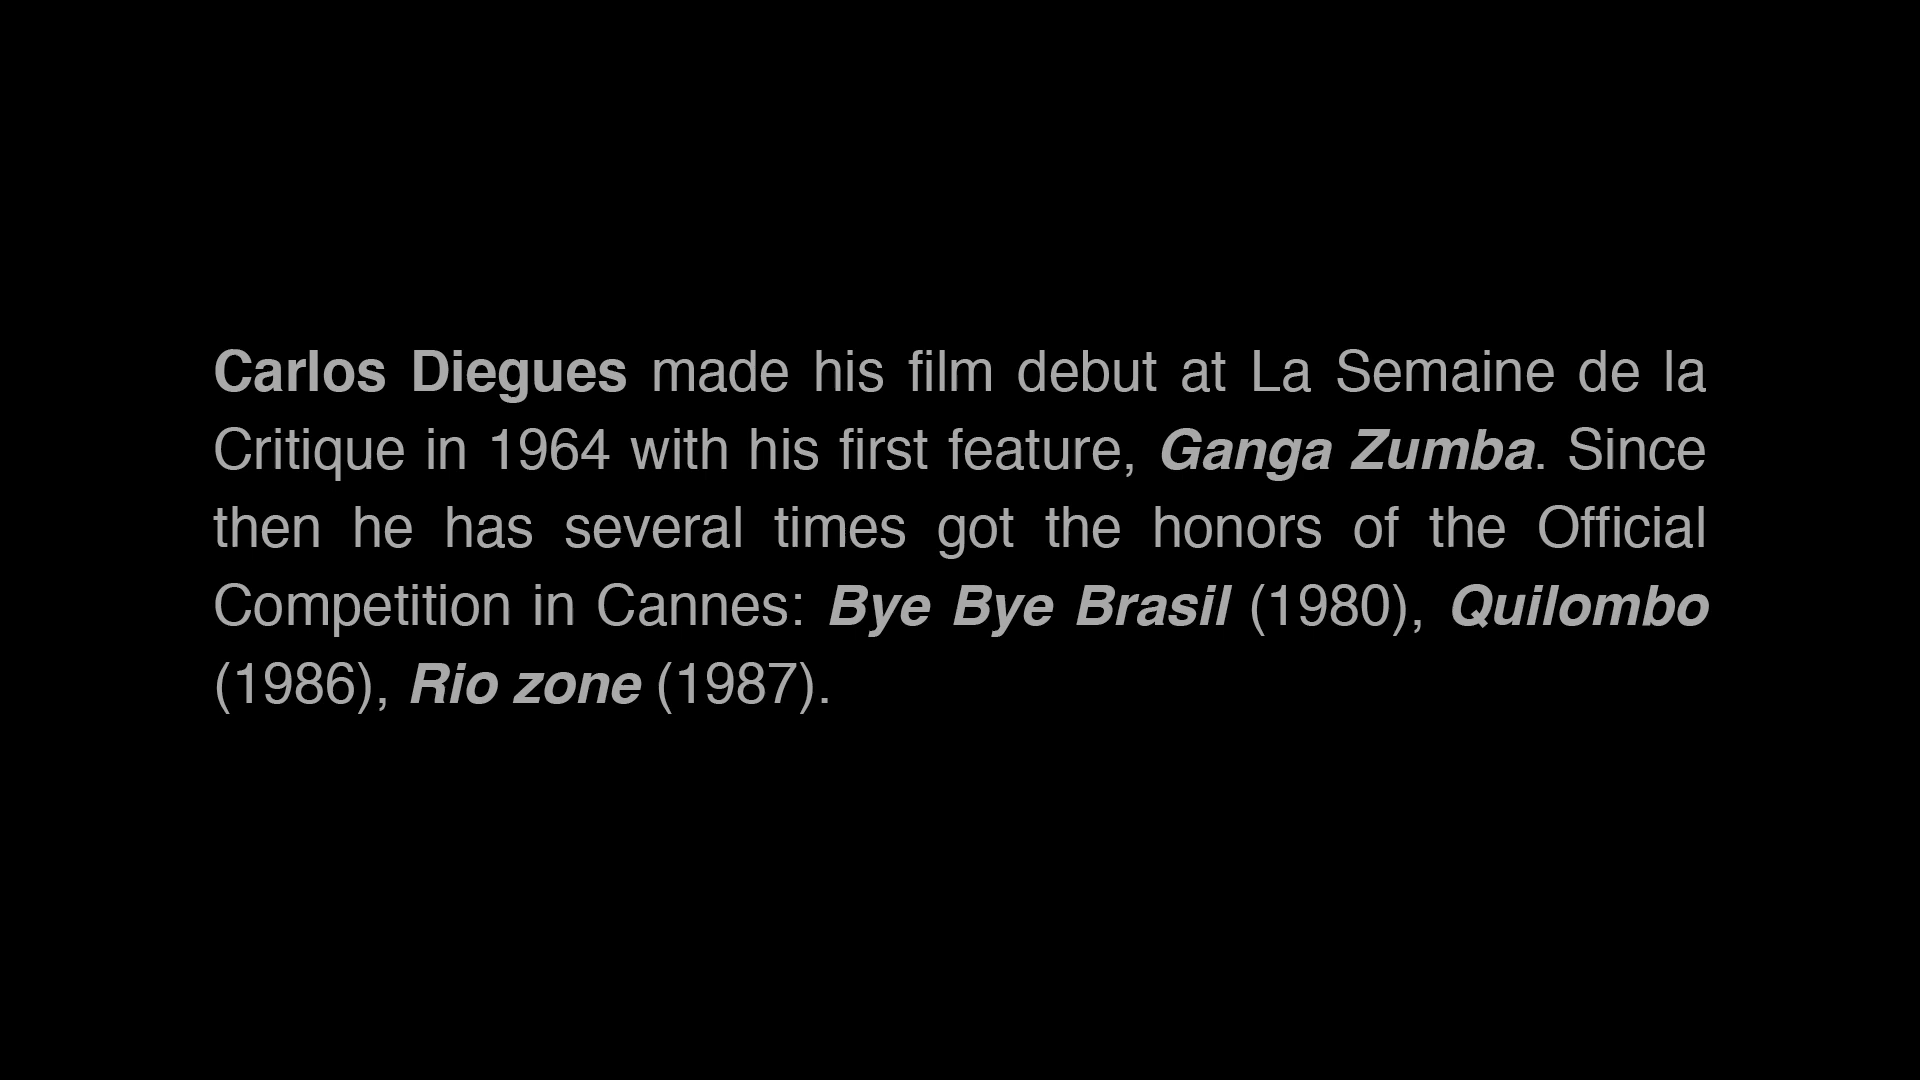 Carlos Diegues made his film debut at La Semaine de la
Critique in 1964 with his first feature, Ganga Zumba. Since
then he has several times got the honors of the Official
Competition in Cannes: Bye Bye Brasil (1980), Quilombo
(1986), Rio zone (1987).